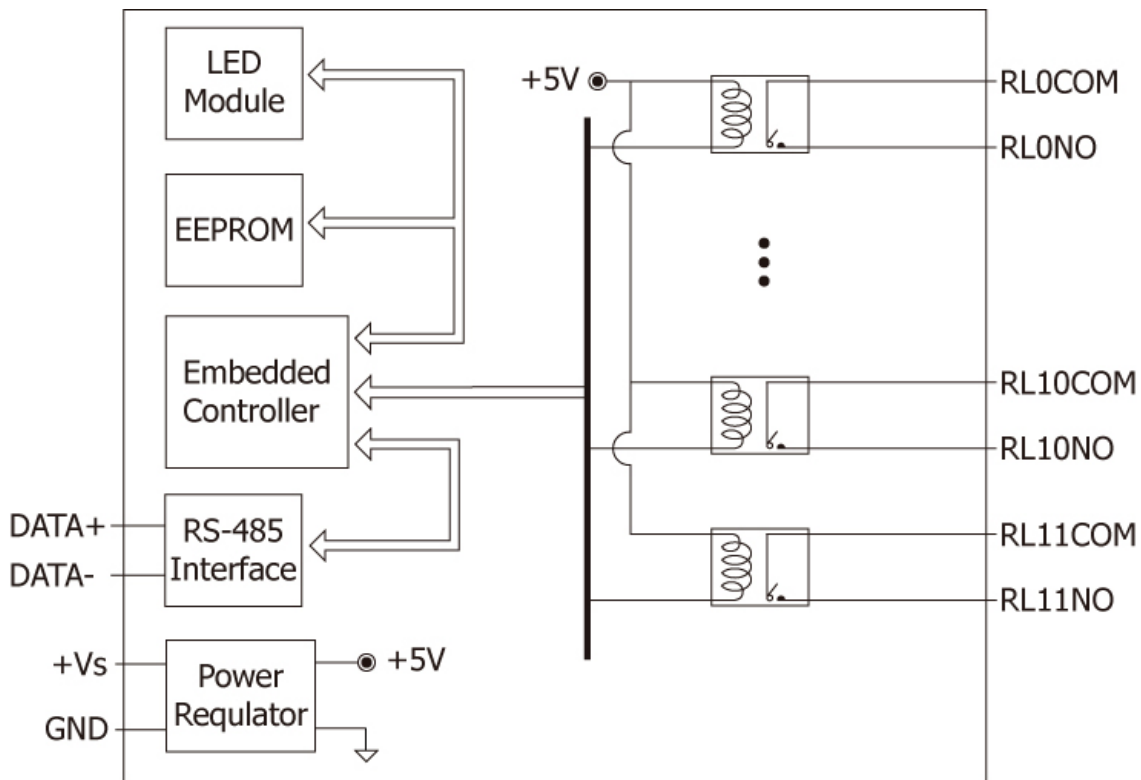 LED
Module
EEPROM
Embedded
Controller
DATA+
DATA-
RS-485
Interface
+Vs
GND
Power
Requlator
+5V
+5V
RL0COM
RL0NO
RL10COM
RL10NO
RL11COM
RL11NO